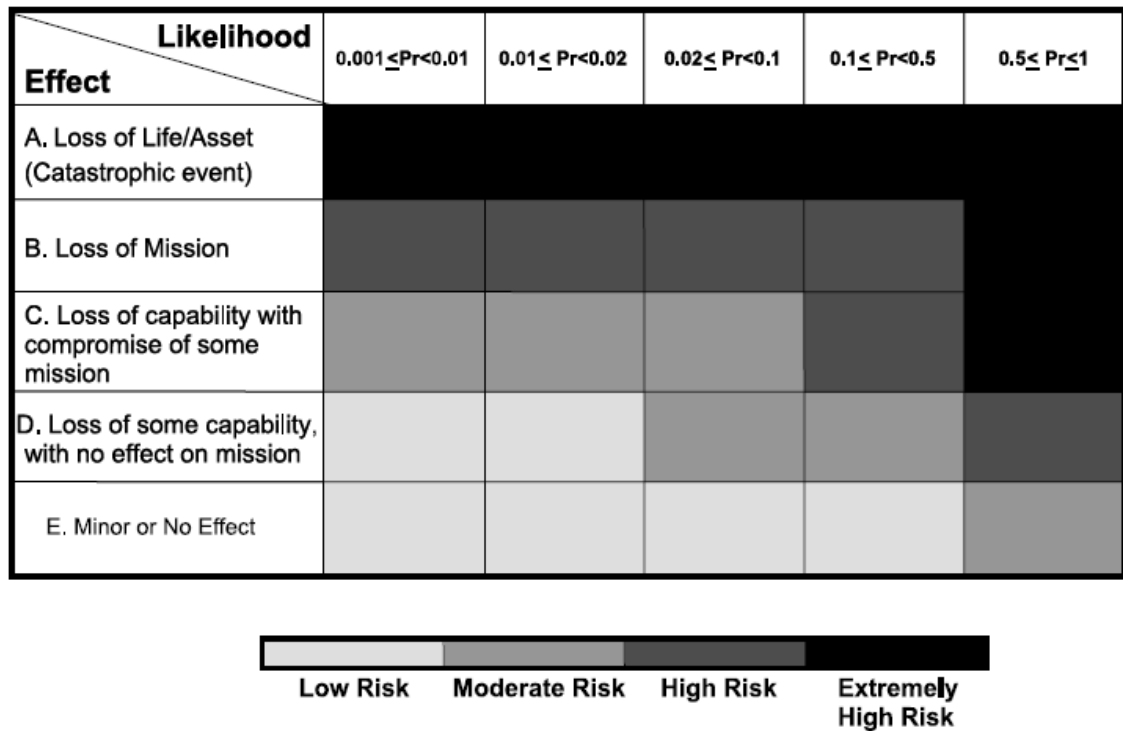 Likelihood
Effect
0.001≤Pr<0.01
0.01≤ Pr<0.02
0.02≤ Pr<0.1
0.1≤ Pr<0.5
0.5≤ Pr≤1
A. Loss of Life/Asset
(Catastrophic event)
B. Loss of Mission
C. Loss of capability with
compromise of some
mission
D. Loss of some capability,
with no effect on mission
E. Minor or No Effect
Low Risk
Moderate Risk
High Risk
Extremely
High Risk